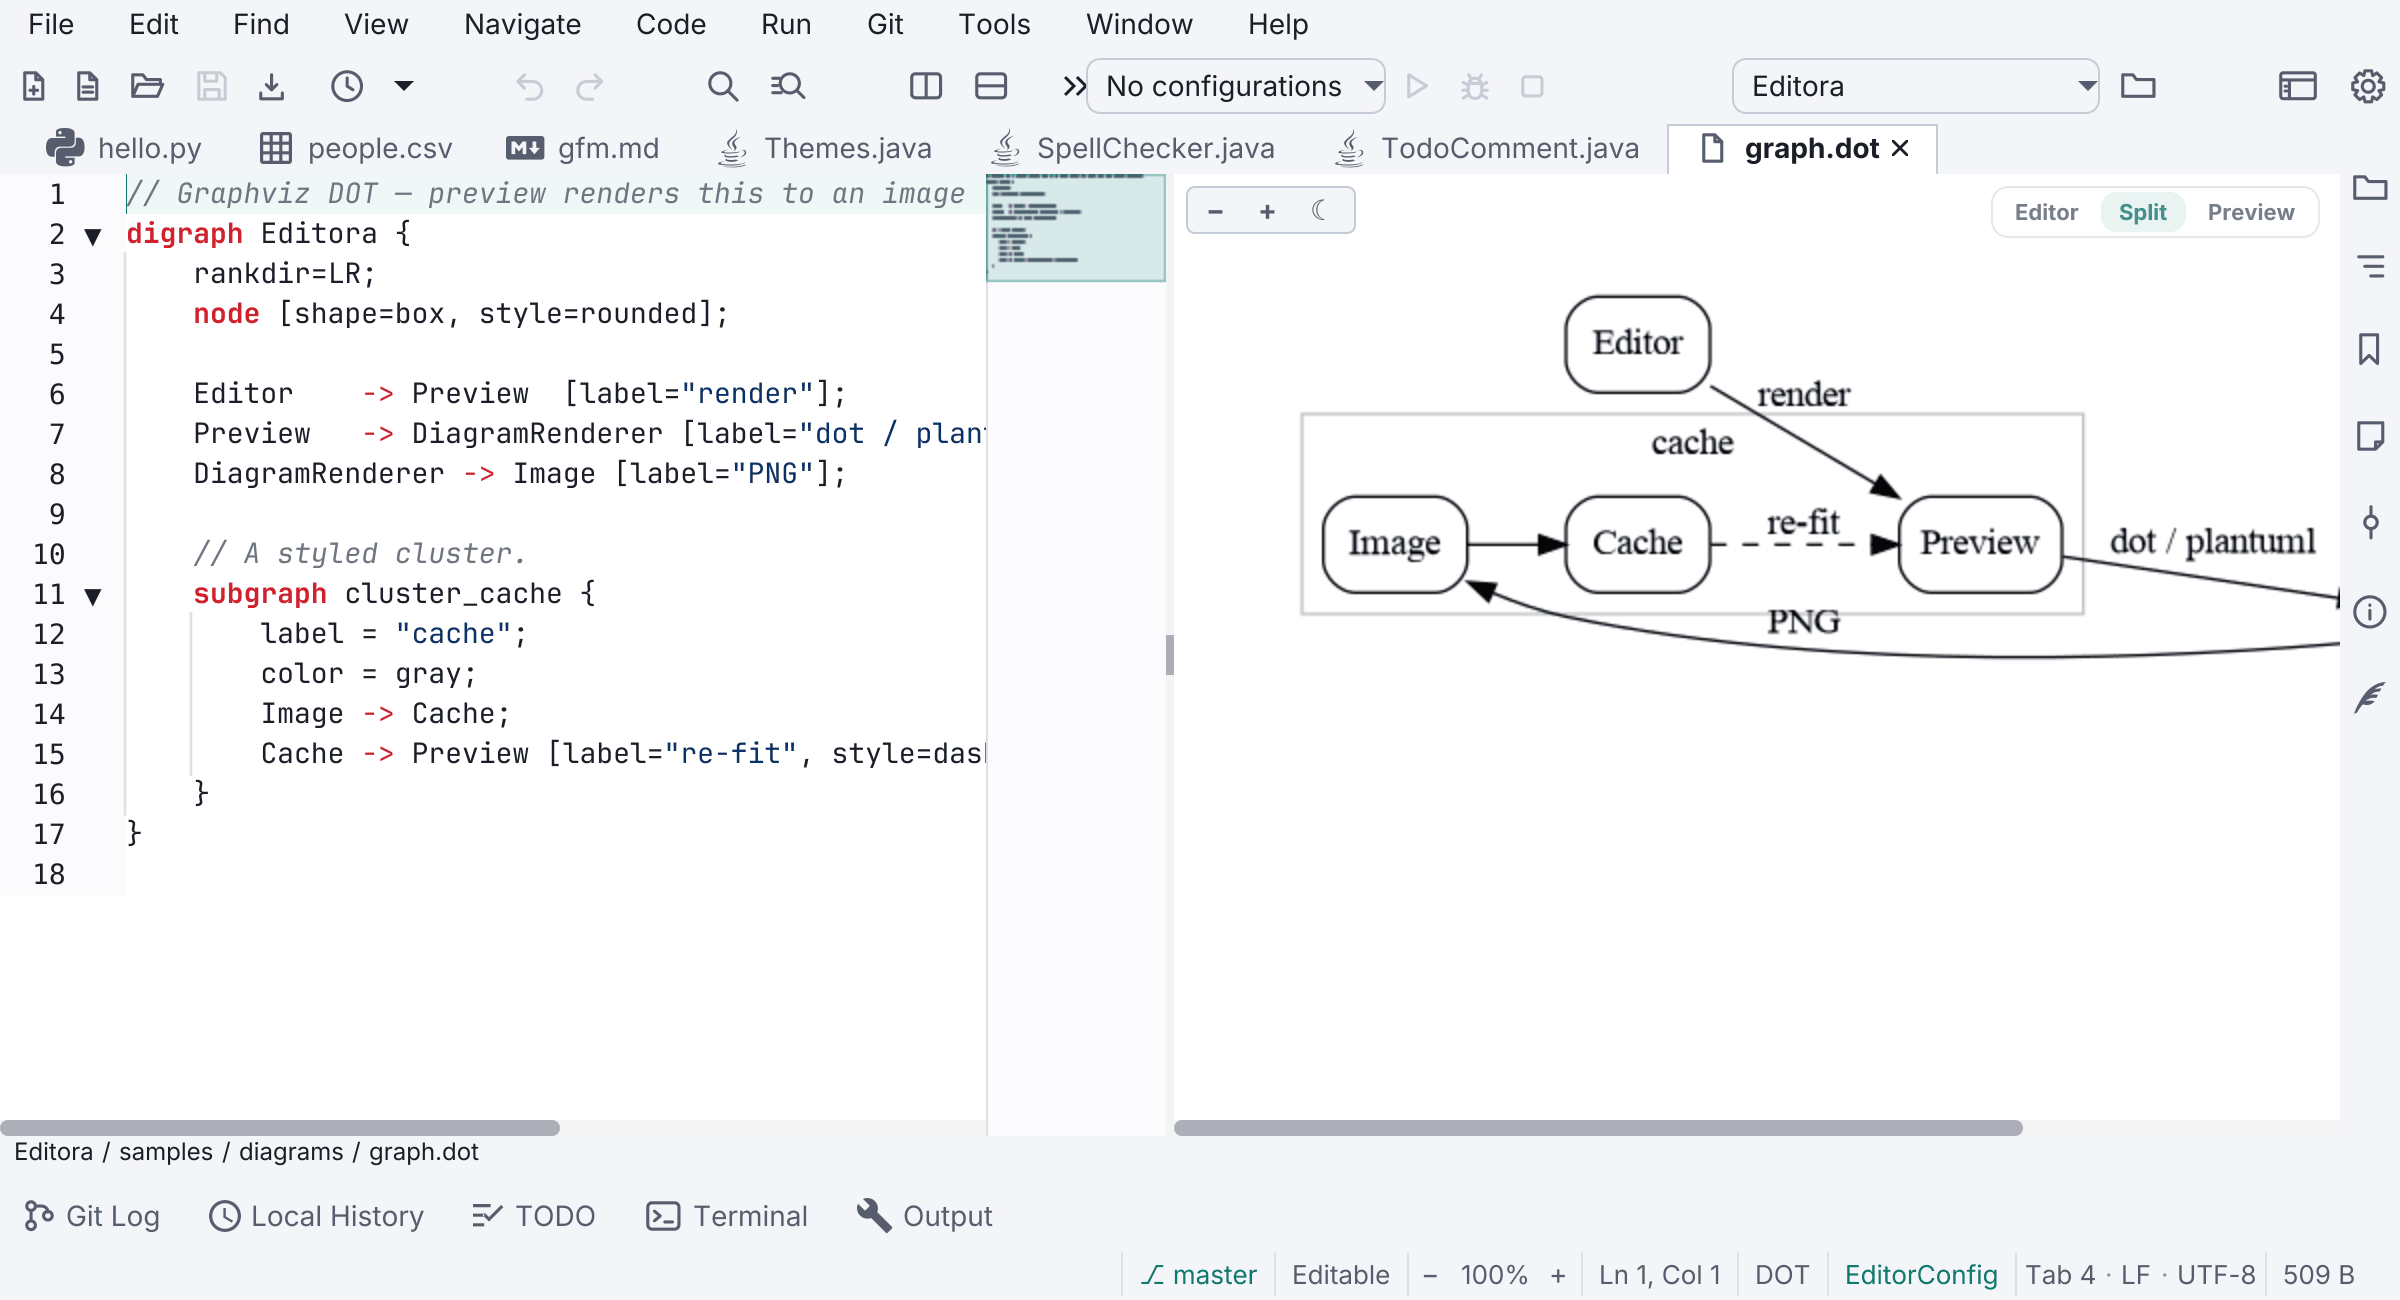 File Edit Find View Navigate Code Run Git Tools Window Help
No configurations Editora
hello.py people.csv gfm.md Themes.java SpellChecker.java TodoComment.java graph.dot
1 // Graphviz DOT — preview renders this to an image
2 digraph Editora {
3 rankdir=LR;
4 node [shape=box, style=rounded];
5
6 Editor -> Preview [label="render"];
7 Preview -> DiagramRenderer [label="dot / plan
8 DiagramRenderer -> Image [label="PNG"];
9
10 // A styled cluster.
11 subgraph cluster_cache {
12 label = "cache";
13 color = gray;
14 Image -> Cache;
15 Cache -> Preview [label="re-fit", style=das
16 }
17 }
18
− + ☾
Editor Split Preview
Editor
render
cache
Image Cache re-fit Preview dot / plantuml
PNG
Editora / samples / diagrams / graph.dot
Git Log Local History TODO Terminal Output
master Editable − 100% + Ln 1, Col 1 DOT EditorConfig Tab 4 · LF · UTF-8 509 B